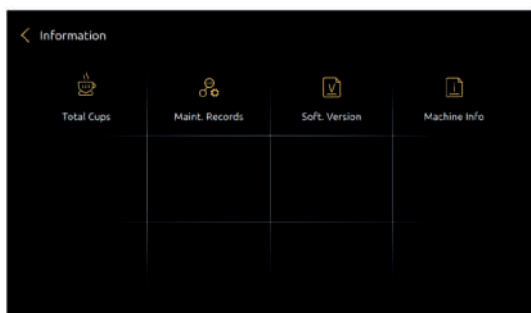 Information
Total Cups
Maint. Records
Soft. Version
Machine Info